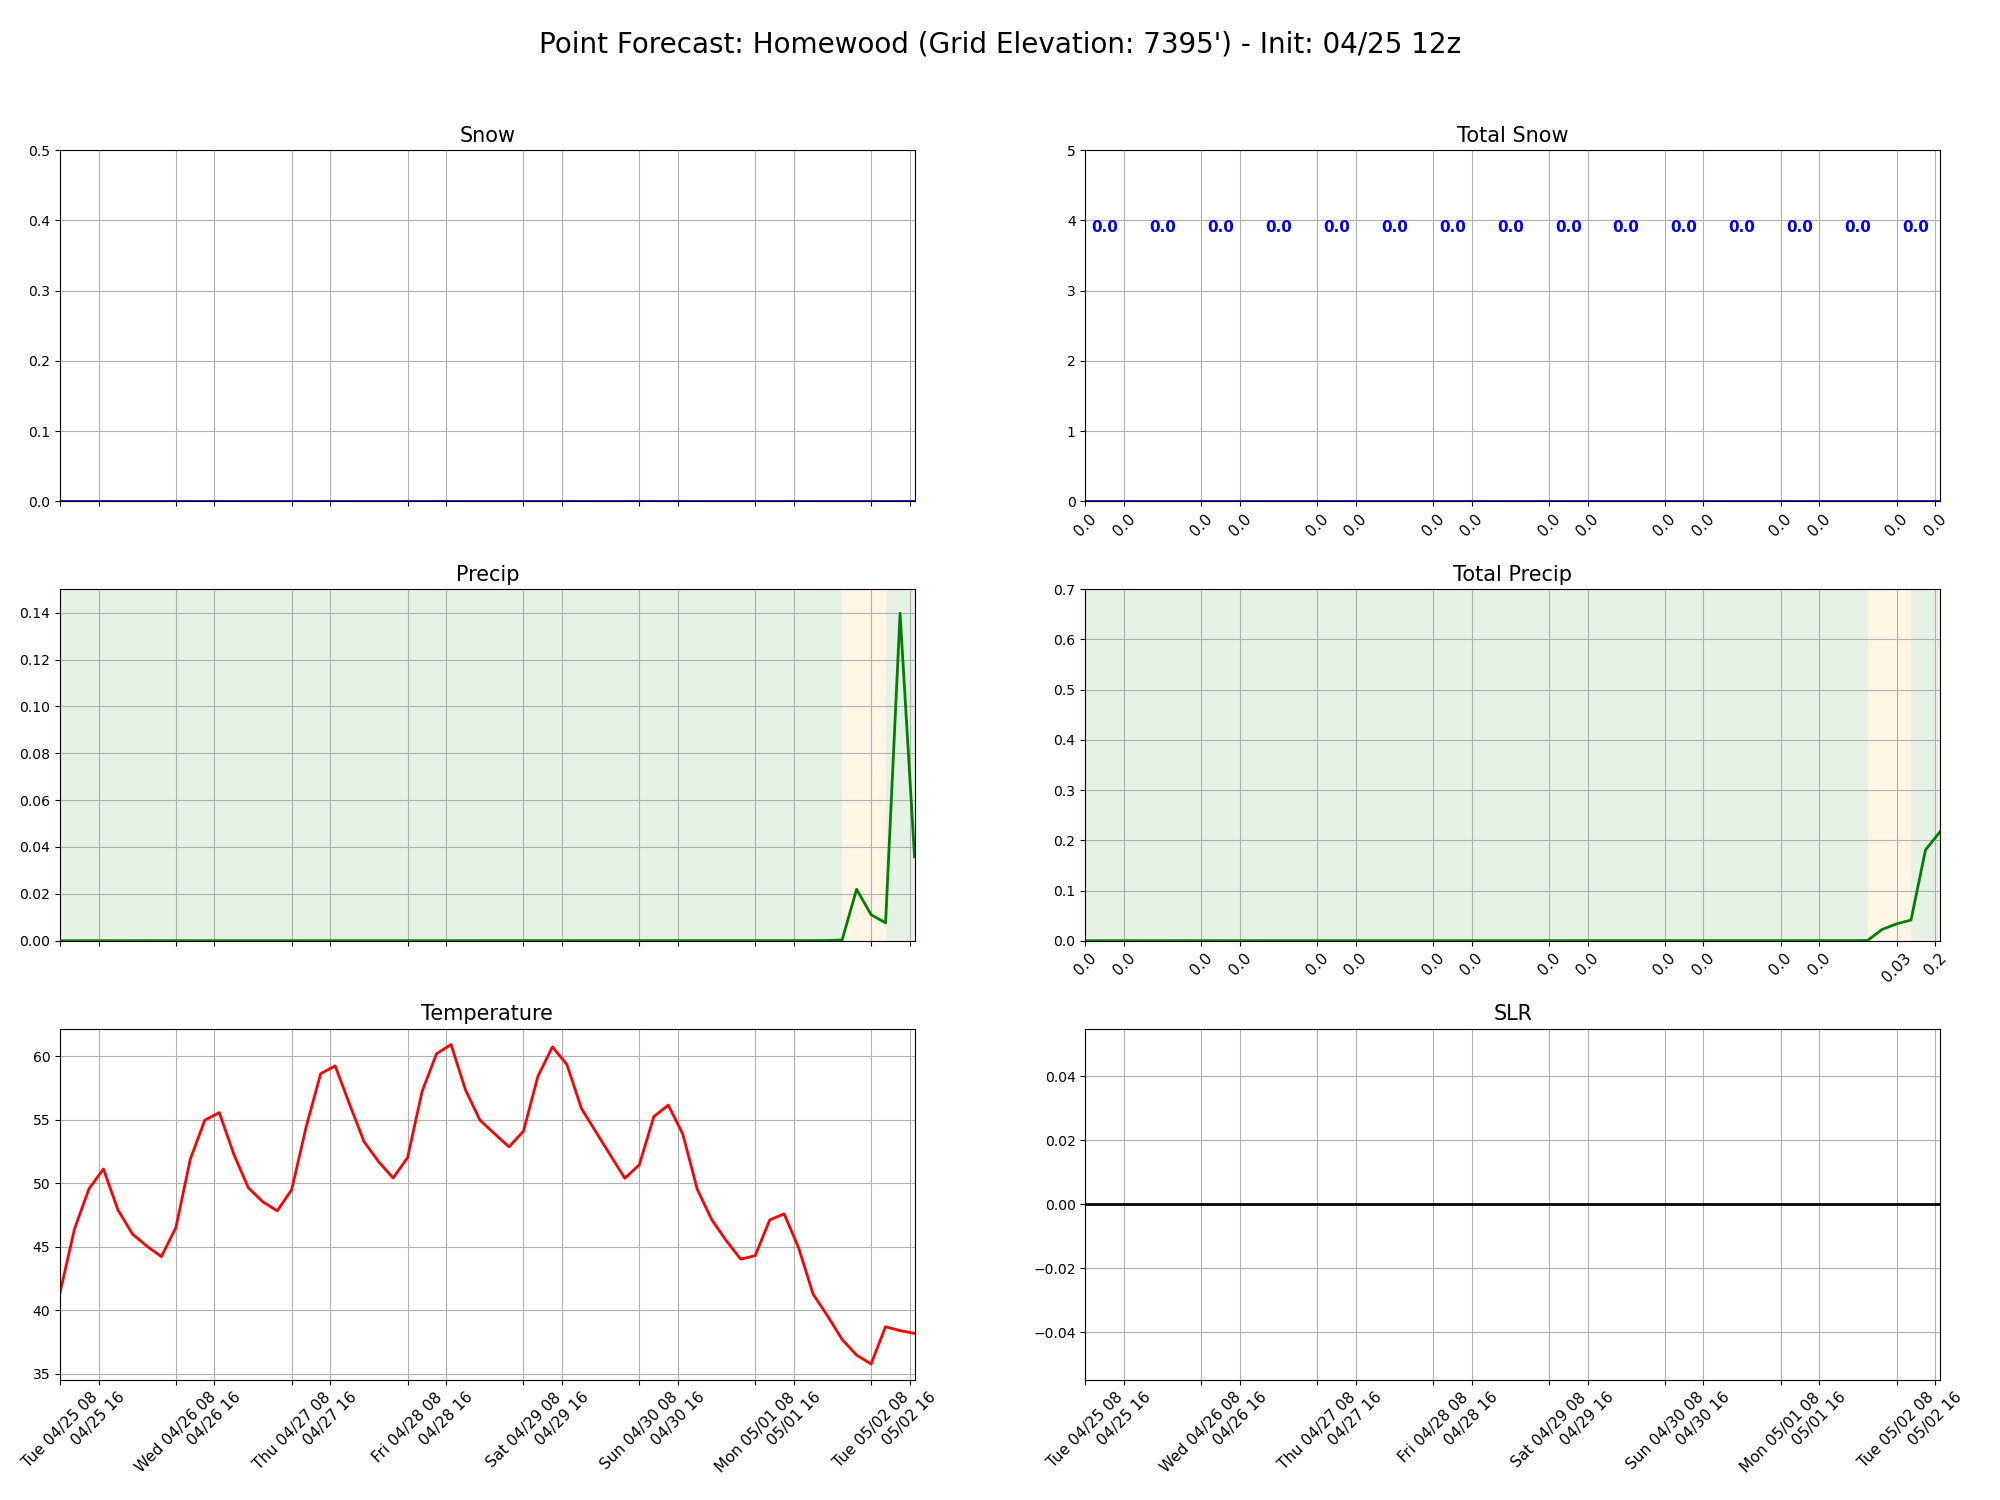 Point Forecast: Homewood (Grid Elevation: 7395') - Init: 04/25 12z
Snow
0.5
0.4
0.3
0.2
0.1
0.0
Total Snow
5
4
3
2
1
0
0.0 0.0 0.0 0.0 0.0 0.0 0.0 0.0 0.0 0.0 0.0 0.0 0.0 0.0 0.0
0.0 0.0 0.0 0.0 0.0 0.0 0.0 0.0 0.0 0.0 0.0 0.0 0.0 0.0 0.0 0.0
Precip
0.14
0.12
0.10
0.08
0.06
0.04
0.02
0.00
Total Precip
0.7
0.6
0.5
0.4
0.3
0.2
0.1
0.0
0.0 0.0 0.0 0.0 0.0 0.0 0.0 0.0 0.0 0.0 0.0 0.0 0.0 0.0 0.03 0.2
Temperature
60
55
50
45
40
35
Tue 04/25 08
04/25 16
Wed 04/26 08
04/26 16
Thu 04/27 08
04/27 16
Fri 04/28 08
04/28 16
Sat 04/29 08
04/29 16
Sun 04/30 08
04/30 16
Mon 05/01 08
05/01 16
Tue 05/02 08
05/02 16
SLR
0.04
0.02
0.00
−0.02
−0.04
Tue 04/25 08
04/25 16
Wed 04/26 08
04/26 16
Thu 04/27 08
04/27 16
Fri 04/28 08
04/28 16
Sat 04/29 08
04/29 16
Sun 04/30 08
04/30 16
Mon 05/01 08
05/01 16
Tue 05/02 08
05/02 16